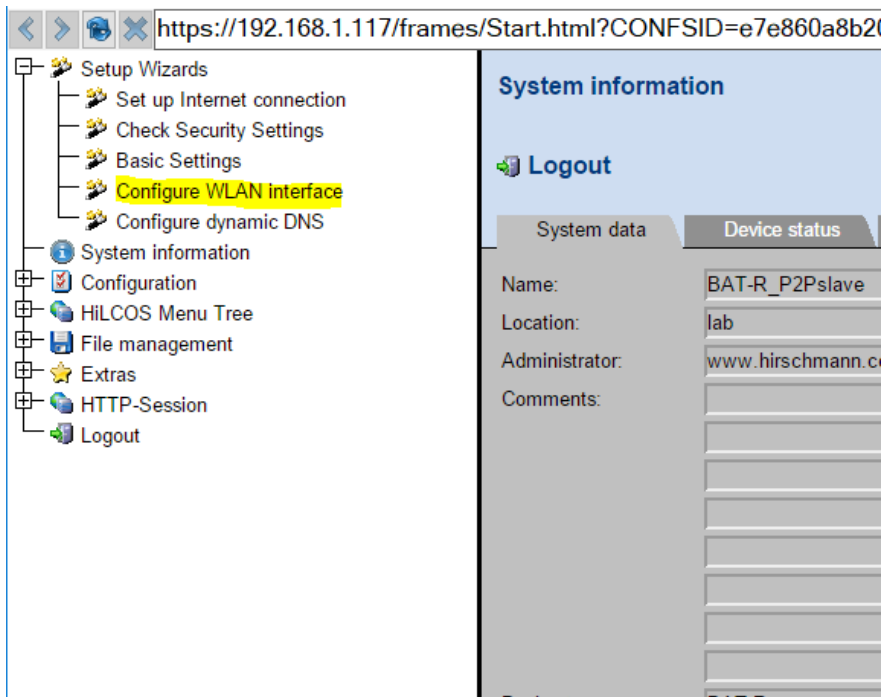 https://192.168.1.117/frames/Start.html?CONFSID=e7e860a8b20
Setup Wizards
Set up Internet connection
Check Security Settings
Basic Settings
Configure WLAN interface
Configure dynamic DNS
System information
Configuration
HiLCOS Menu Tree
File management
Extras
HTTP-Session
Logout
System information
Logout
System data
Device status
Name: BAT-R_P2Pslave
Location: lab
Administrator: www.hirschmann.co
Comments: